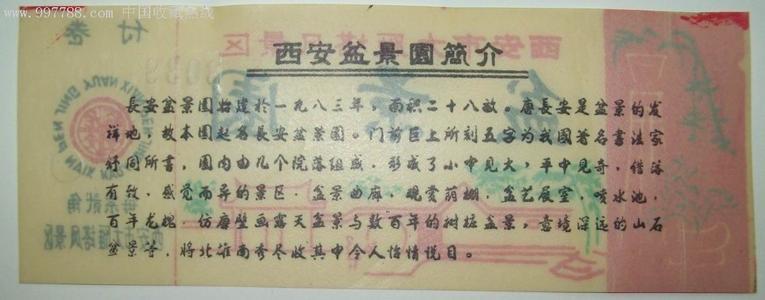 www.997788.com 中国收藏热线
西安盆景園簡介
長安盆景園始建於一九八三年，面积二十八畝。唐長安是盆景的发
祥地，故本園起名長安盆景園。门前巨上所刻五字为我國著名書法家
舒同所書，園内由几个院落组成，形成了小中見大，平中見奇，借落
有致，感觉而异的景区，盆景曲廊，观赏荫棚，盆艺展室，喷水池，
百年龙槐，仿唐壁画露天盆景与数百年的树桩盆景，意境深远的山石
盆景等，将北雄南秀尽收其中令人怡情悦目。